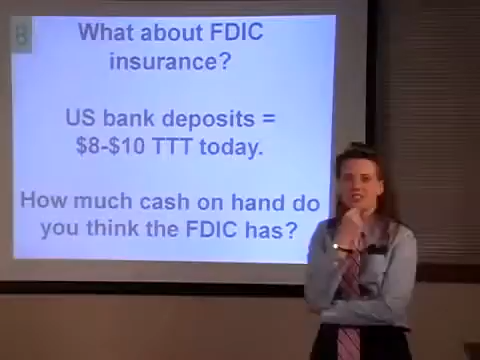 8
What about FDIC
insurance?
US bank deposits =
$8-$10 TTT today.
How much cash on hand do
you think the FDIC has?